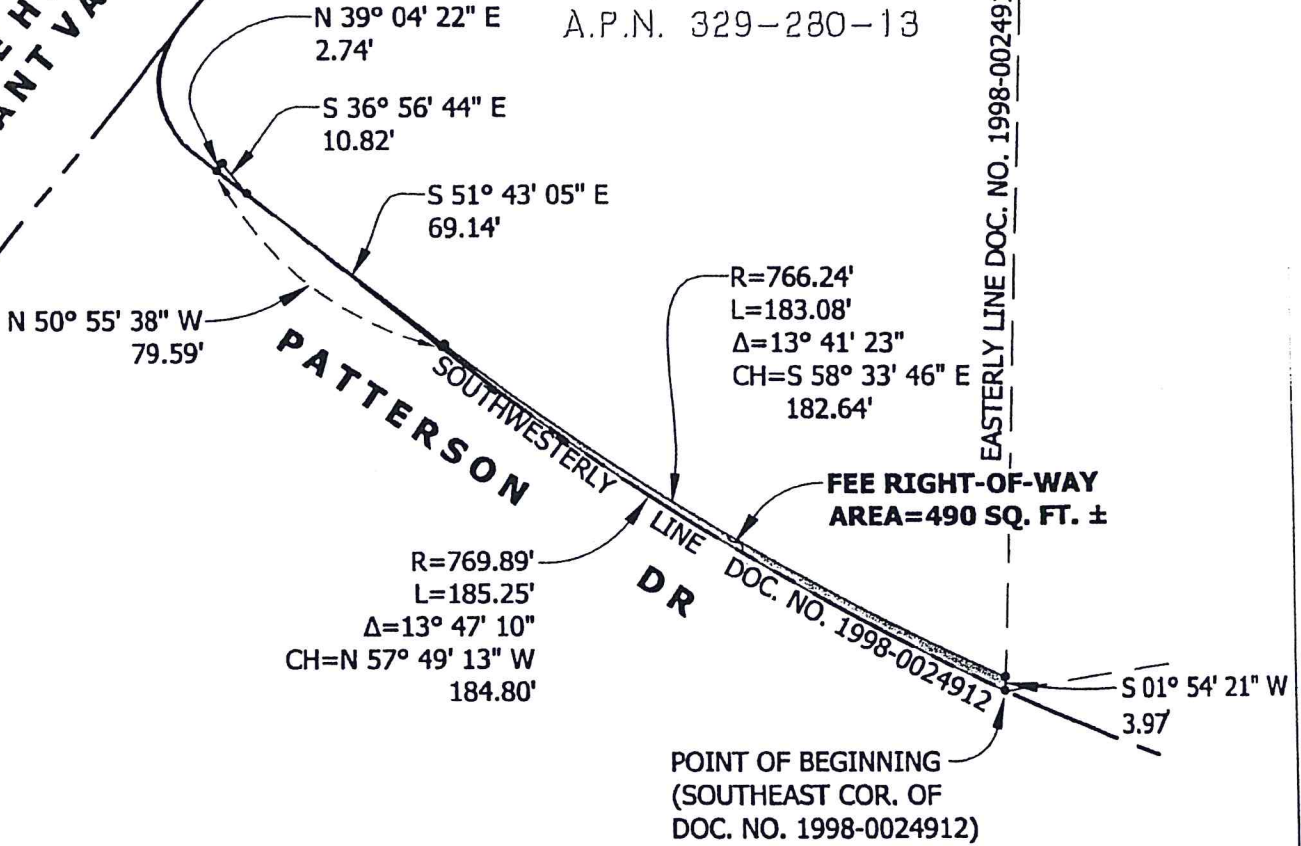 N 39° 04' 22" E
2.74'
A.P.N. 329-280-13
S 36° 56' 44" E
10.82'
S 51° 43' 05" E
69.14'
N 50° 55' 38" W
79.59'
R=766.24'
L=183.08'
Δ=13° 41' 23"
CH=S 58° 33' 46" E
182.64'
EASTERLY LINE DOC. NO. 1998-002491
PATTERSON DR
SOUTHWESTERLY LINE DOC. NO. 1998-0024912
FEE RIGHT-OF-WAY
AREA=490 SQ. FT. ±
R=769.89'
L=185.25'
Δ=13° 47' 10"
CH=N 57° 49' 13" W
184.80'
S 01° 54' 21" W
3.97'
POINT OF BEGINNING
(SOUTHEAST COR. OF
DOC. NO. 1998-0024912)